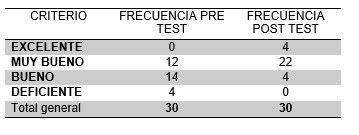 CRITERIO FRECUENCIA PRE TEST FRECUENCIA POST TEST
EXCELENTE 0 4
MUY BUENO 12 22
BUENO 14 4
DEFICIENTE 4 0
Total general 30 30